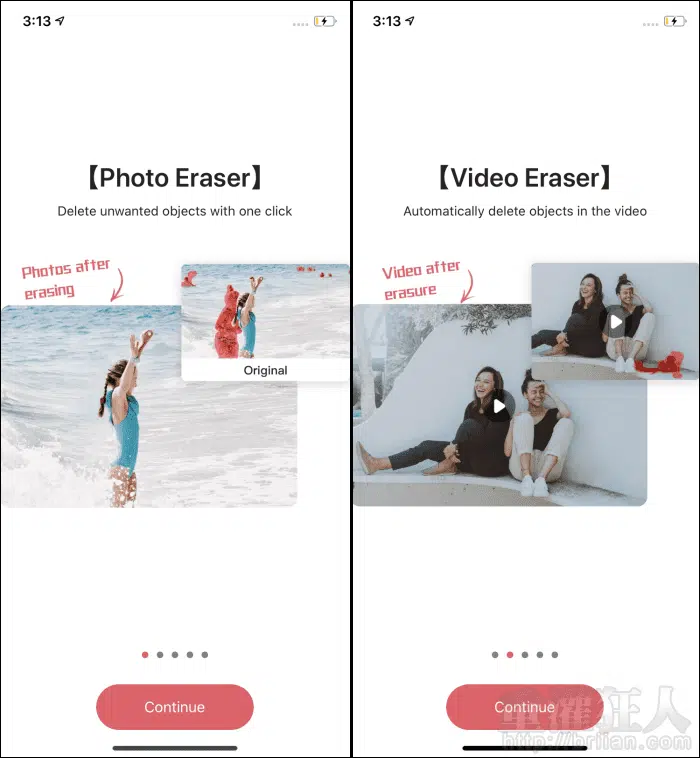 3:13
【Photo Eraser】
Delete unwanted objects with one click
Photos after
erasing
Original
Continue
3:13
【Video Eraser】
Automatically delete objects in the video
Video after
erasure
Continue
重灌狂人
http://briian.com